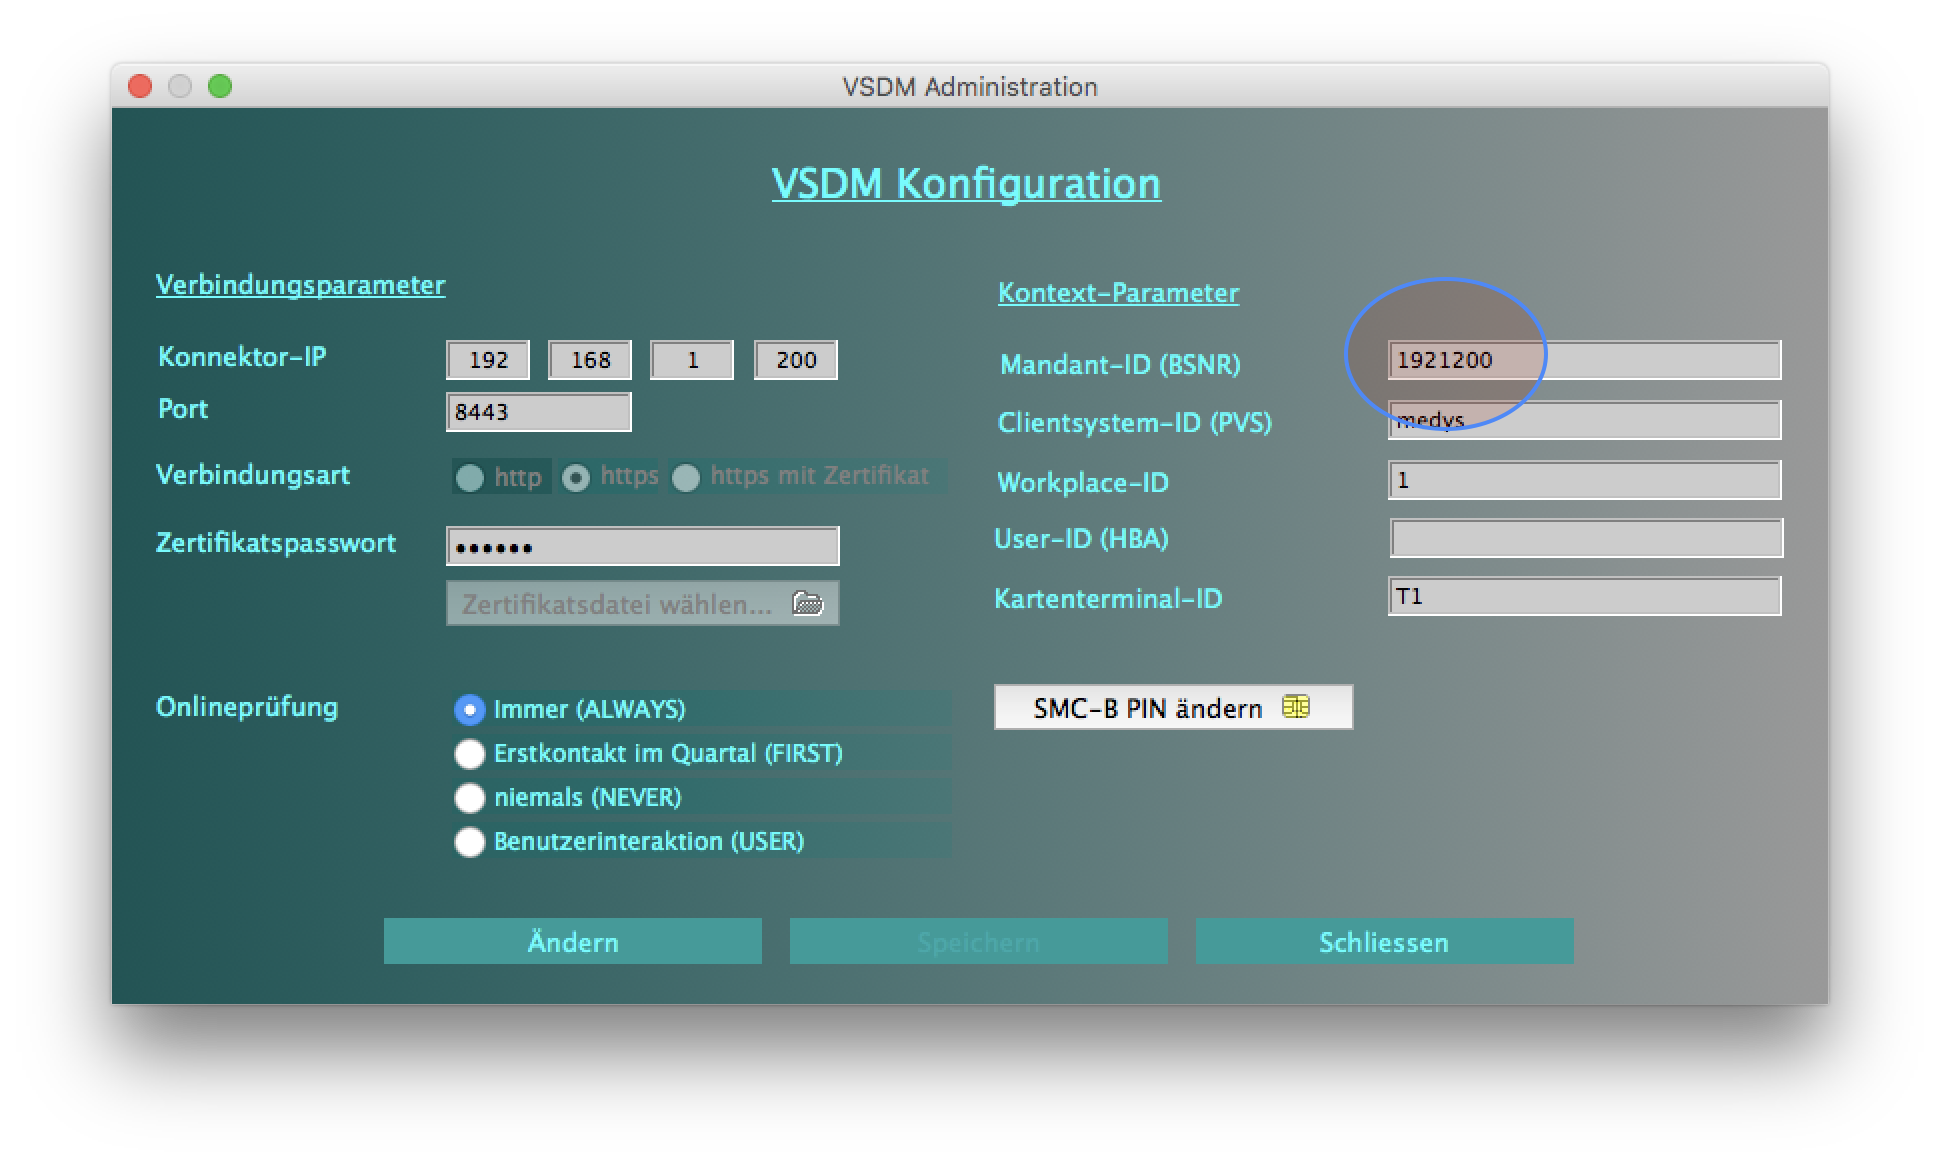 VSDM Administration
VSDM Konfiguration
Verbindungsparameter
Konnektor-IP 192 168 1 200
Port 8443
Verbindungsart http https https mit Zertifikat
Zertifikatspasswort ••••••
Zertifikatsdatei wählen...
Onlineprüfung Immer (ALWAYS)
Erstkontakt im Quartal (FIRST)
niemals (NEVER)
Benutzerinteraktion (USER)
Kontext-Parameter
Mandant-ID (BSNR) 1921200
Clientsystem-ID (PVS) medys
Workplace-ID 1
User-ID (HBA)
Kartenterminal-ID T1
SMC-B PIN ändern
Ändern Speichern Schliessen